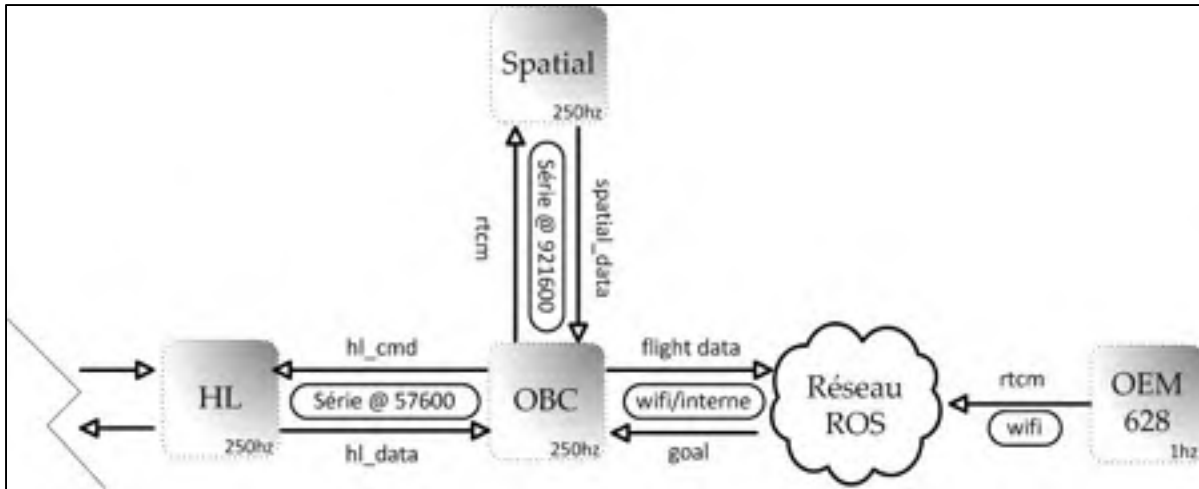 Spatial
250hz
rtcm
Série @ 921600
spatial_data
hl_cmd
flight data
HL
250hz
Série @ 57600
OBC
250hz
wifi/interne
Réseau
ROS
rtcm
wifi
OEM
628
1hz
hl_data
goal